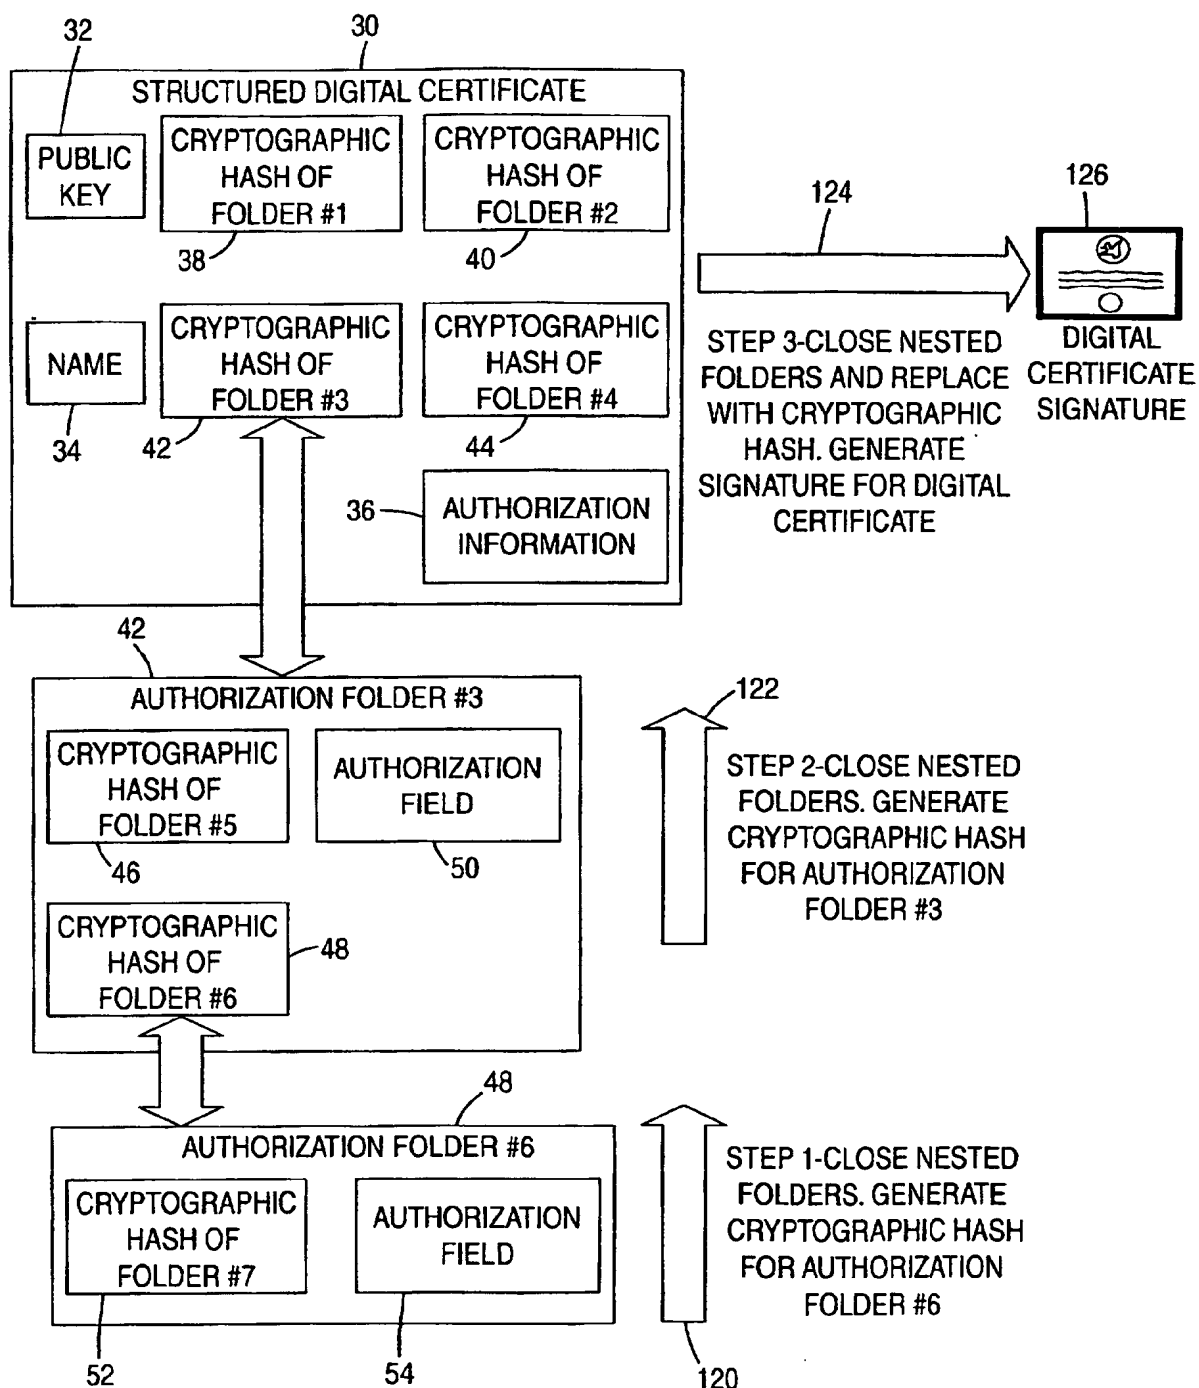 32
30
STRUCTURED DIGITAL CERTIFICATE
PUBLIC
KEY
CRYPTOGRAPHIC
HASH OF
FOLDER #1
38
CRYPTOGRAPHIC
HASH OF
FOLDER #2
40
NAME
34
CRYPTOGRAPHIC
HASH OF
FOLDER #3
42
CRYPTOGRAPHIC
HASH OF
FOLDER #4
44
36
AUTHORIZATION
INFORMATION
124
STEP 3-CLOSE NESTED
FOLDERS AND REPLACE
WITH CRYPTOGRAPHIC
HASH. GENERATE
SIGNATURE FOR DIGITAL
CERTIFICATE
126
DIGITAL
CERTIFICATE
SIGNATURE
42
AUTHORIZATION FOLDER #3
CRYPTOGRAPHIC
HASH OF
FOLDER #5
46
AUTHORIZATION
FIELD
50
CRYPTOGRAPHIC
HASH OF
FOLDER #6
48
122
STEP 2-CLOSE NESTED
FOLDERS. GENERATE
CRYPTOGRAPHIC HASH
FOR AUTHORIZATION
FOLDER #3
48
AUTHORIZATION FOLDER #6
CRYPTOGRAPHIC
HASH OF
FOLDER #7
52
AUTHORIZATION
FIELD
54
STEP 1-CLOSE NESTED
FOLDERS. GENERATE
CRYPTOGRAPHIC HASH
FOR AUTHORIZATION
FOLDER #6
120